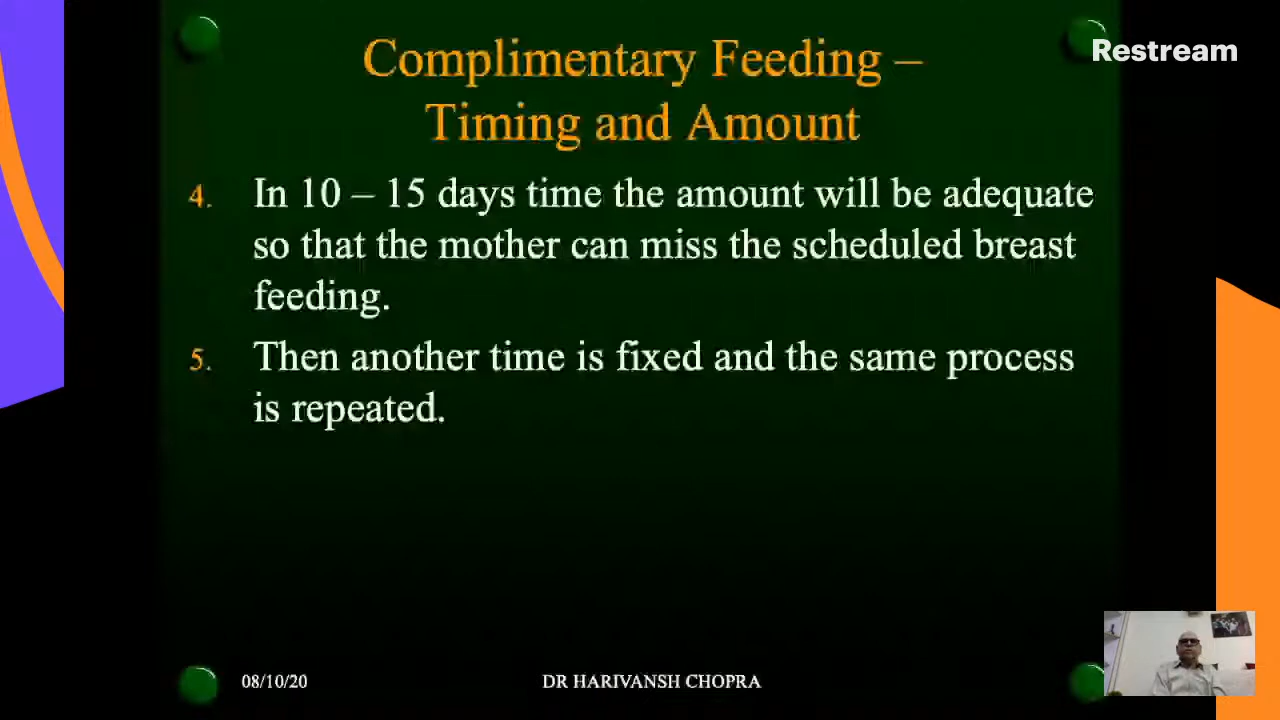 Restream
Complimentary Feeding –
Timing and Amount
4. In 10 – 15 days time the amount will be adequate
so that the mother can miss the scheduled breast
feeding.
5. Then another time is fixed and the same process
is repeated.
08/10/20
DR HARIVANSH CHOPRA